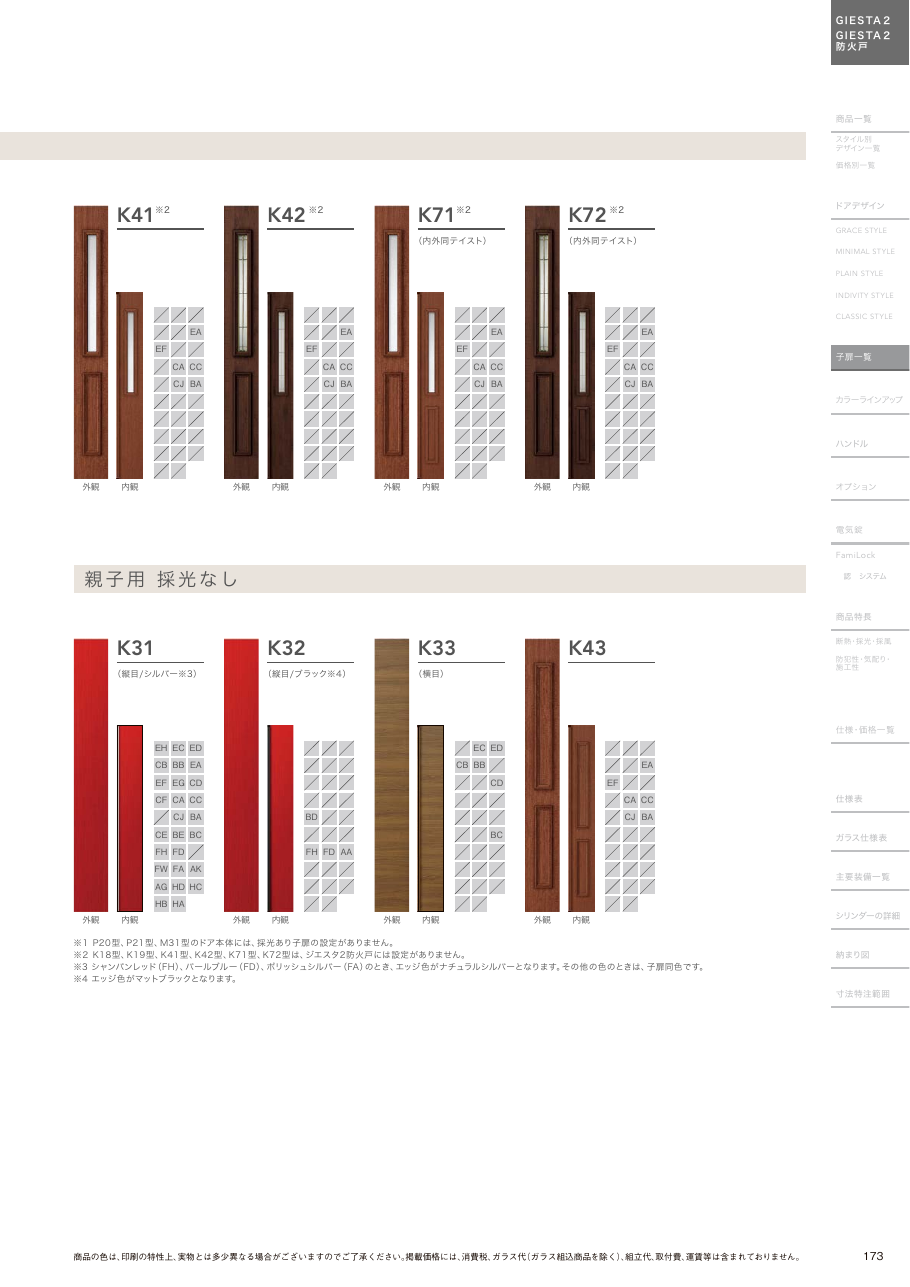 GIESTA2
GIESTA2
防火戸
商品一覧
スタイル別
デザイン一覧
価格別一覧
ドアデザイン
GRACE STYLE
MINIMAL STYLE
PLAIN STYLE
INDIVITY STYLE
CLASSIC STYLE
子扉一覧
カラーラインアップ
ハンドル
オプション
電気錠
FamiLock
認 システム
商品特長
断熱・採光・採風
防犯性・気配り・
施工性
仕様・価格一覧
仕様表
ガラス仕様表
主要装備一覧
シリンダーの詳細
納まり図
寸法特注範囲
K41※2
EA
EF
CA CC
CJ BA
外観 内観
K42※2
EA
EF
CA CC
CJ BA
外観 内観
K71※2
（内外同テイスト）
EA
EF
CA CC
CJ BA
外観 内観
K72※2
（内外同テイスト）
EA
EF
CA CC
CJ BA
外観 内観
親子用 採光なし
K31
（縦目/シルバー※3）
EH EC ED
CB BB EA
EF EG CD
CF CA CC
CJ BA
CE BE BC
FH FD
FW FA AK
AG HD HC
HB HA
外観 内観
K32
（縦目/ブラック※4）
BD
FH FD AA
外観 内観
K33
（横目）
EC ED
CB BB
CD
BC
外観 内観
K43
EA
EF
CA CC
CJ BA
外観 内観
※1 P20型、P21型、M31型のドア本体には、採光あり子扉の設定がありません。
※2 K18型、K19型、K41型、K42型、K71型、K72型は、ジエスタ2防火戸には設定がありません。
※3 シャンパンレッド（FH）、パールブルー（FD）、ポリッシュシルバー（FA）のとき、エッジ色がナチュラルシルバーとなります。その他の色のときは、子扉同色です。
※4 エッジ色がマットブラックとなります。
商品の色は、印刷の特性上、実物とは多少異なる場合がございますのでご了承ください。掲載価格には、消費税、ガラス代（ガラス組込商品を除く）、組立代、取付費、運賃等は含まれておりません。
173